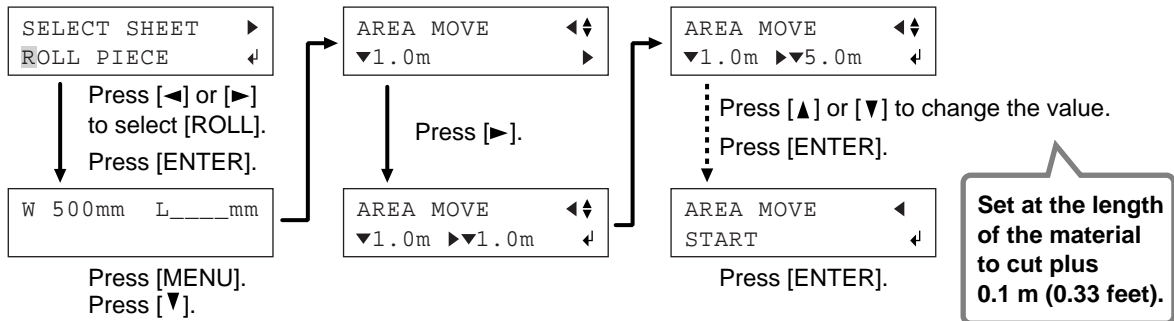 SELECT SHEET ▶
ROLL PIECE ↲
Press [◄] or [►]
to select [ROLL].
Press [ENTER].
W 500mm L____mm
Press [MENU].
Press [▼].
AREA MOVE ◀▲▼
▼1.0m ▶
Press [►].
AREA MOVE ◀▲▼
▼1.0m ▶▼1.0m ↲
AREA MOVE ◀▲▼
▼1.0m ▶▼5.0m ↲
Press [▲] or [▼] to change the value.
Press [ENTER].
AREA MOVE ◀
START ↲
Press [ENTER].
Set at the length
of the material
to cut plus
0.1 m (0.33 feet).